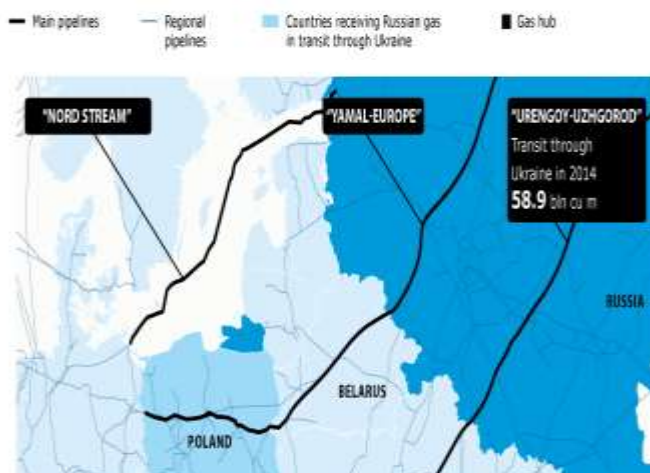 Main pipelines
Regional
pipelines
Countries receiving Russian gas
in transit through Ukraine
Gas hub
"NORD STREAM"
"YAMAL-EUROPE"
"URENGOY-UZHGOROD"
Transit through
Ukraine in 2014
58.9 bln cu m
RUSSIA
BELARUS
POLAND